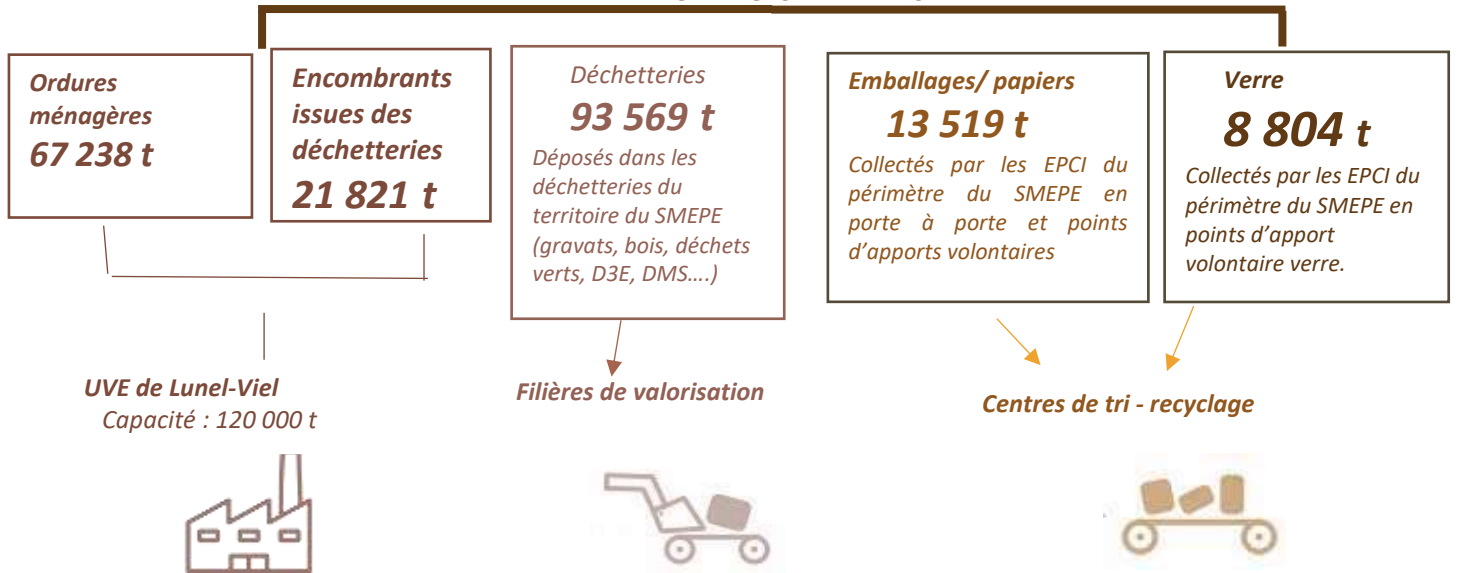 Ordures
ménagères
67 238 t
Encombrants
issues des
déchetteries
21 821 t
Déchetteries
93 569 t
Déposés dans les
déchetteries du
territoire du SMEPE
(gravats, bois, déchets
verts, D3E, DMS….)
Emballages/ papiers
13 519 t
Collectés par les EPCI du
périmètre du SMEPE en
porte à porte et points
d’apports volontaires
Verre
8 804 t
Collectés par les EPCI du
périmètre du SMEPE en
points d’apport
volontaire verre.
UVE de Lunel-Viel
Capacité : 120 000 t
Filières de valorisation
Centres de tri - recyclage